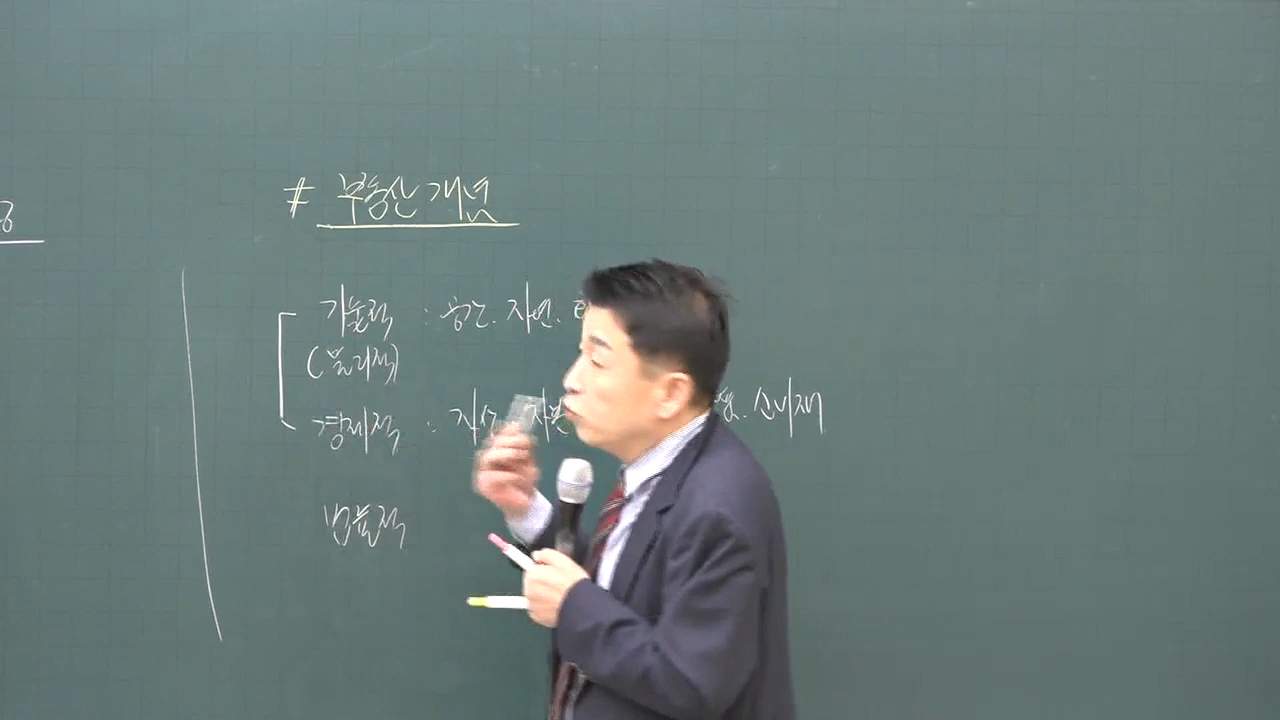 # 부동산 개념
기술적 : 공간. 자연.
(물리적)
경제적 : 자산 자본 소비재
법률적